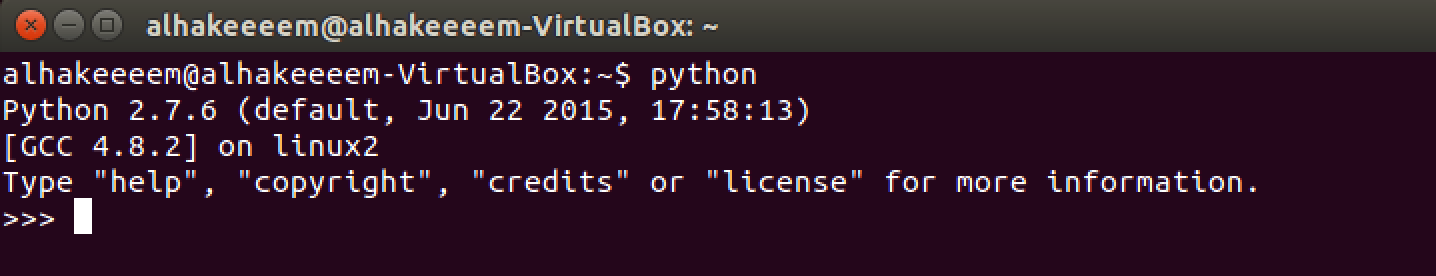 alhakeeeem@alhakeeeem-VirtualBox: ~
alhakeeeem@alhakeeeem-VirtualBox:~$ python
Python 2.7.6 (default, Jun 22 2015, 17:58:13)
[GCC 4.8.2] on linux2
Type "help", "copyright", "credits" or "license" for more information.
>>>